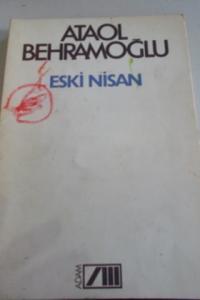 ATAOL
BEHRAMOĞLU
ESKİ NİSAN
ADAM